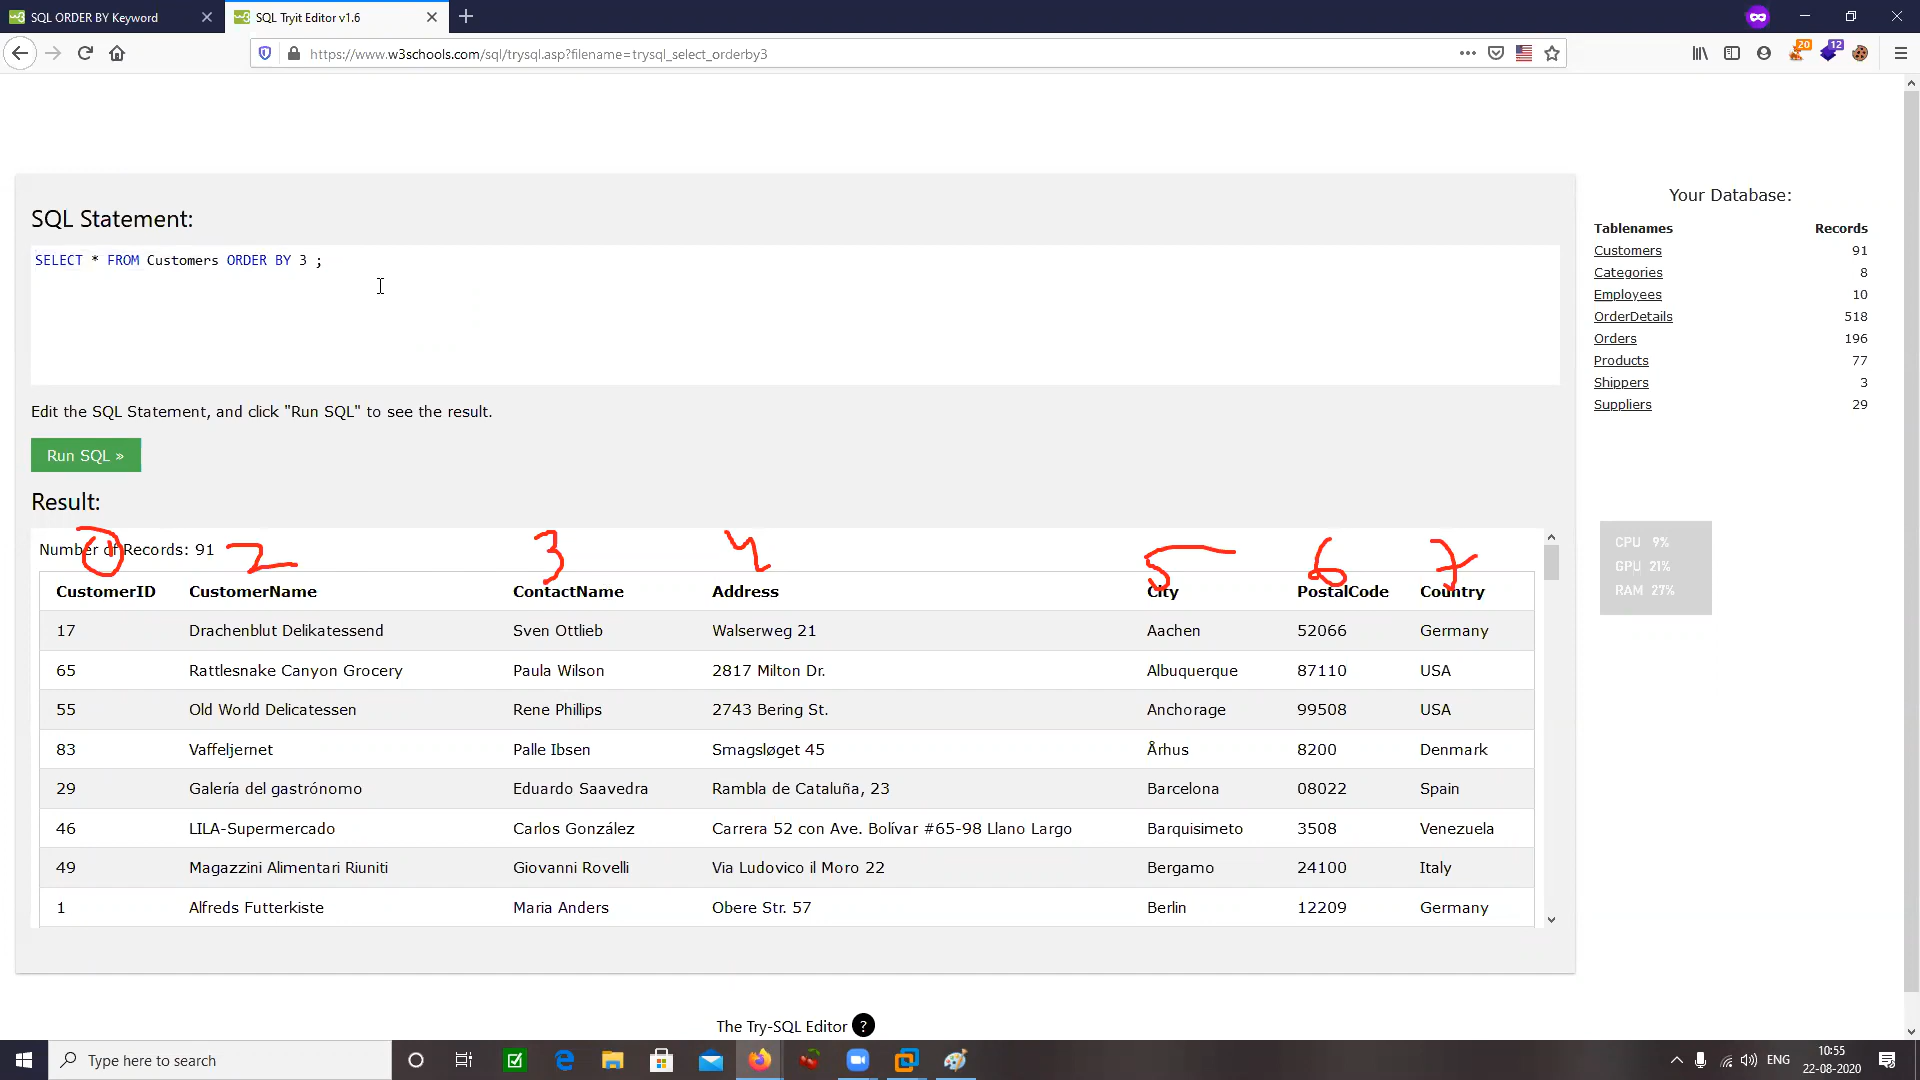 SQL ORDER BY Keyword
SQL Tryit Editor v1.6
https://www.w3schools.com/sql/trysql.asp?filename=trysql_select_orderby3
20
12
SQL Statement:
SELECT * FROM Customers ORDER BY 3 ;
Edit the SQL Statement, and click "Run SQL" to see the result.
Run SQL »
Result:
Number of Records: 91
1 2 3 4 5 6 7
CustomerID CustomerName ContactName Address City PostalCode Country
17 Drachenblut Delikatessend Sven Ottlieb Walserweg 21 Aachen 52066 Germany
65 Rattlesnake Canyon Grocery Paula Wilson 2817 Milton Dr. Albuquerque 87110 USA
55 Old World Delicatessen Rene Phillips 2743 Bering St. Anchorage 99508 USA
83 Vaffeljernet Palle Ibsen Smagsløget 45 Århus 8200 Denmark
29 Galería del gastrónomo Eduardo Saavedra Rambla de Cataluña, 23 Barcelona 08022 Spain
46 LILA-Supermercado Carlos González Carrera 52 con Ave. Bolívar #65-98 Llano Largo Barquisimeto 3508 Venezuela
49 Magazzini Alimentari Riuniti Giovanni Rovelli Via Ludovico il Moro 22 Bergamo 24100 Italy
1 Alfreds Futterkiste Maria Anders Obere Str. 57 Berlin 12209 Germany
The Try-SQL Editor ?
Your Database:
Tablenames Records
Customers 91
Categories 8
Employees 10
OrderDetails 518
Orders 196
Products 77
Shippers 3
Suppliers 29
CPU 9%
GPU 21%
RAM 27%
Type here to search
ENG
10:55
22-08-2020